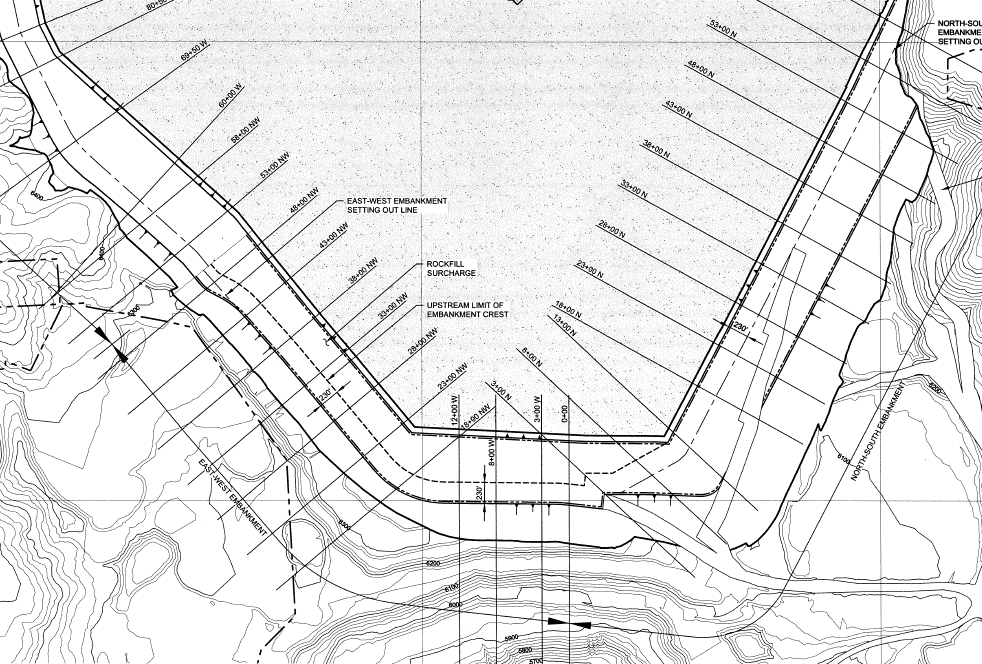 80+50
69+50 W
60+00 W
58+00 NW
53+00 NW
48+00 NW
43+00 NW
38+00 NW
33+00 NW
28+00 NW
23+00 NW
18+00 NW
EAST-WEST EMBANKMENT
SETTING OUT LINE
ROCKFILL
SURCHARGE
UPSTREAM LIMIT OF
EMBANKMENT CREST
53+00 N
48+00 N
43+00 N
38+00 N
33+00 N
28+00 N
23+00 N
18+00 N
13+00 N
8+00 N
3+00 N
12+00 W
8+00 W
3+00 W
0+00
NORTH-SOU
EMBANKME
SETTING OU
230'
230'
230'
EAST-WEST EMBANKMENT
NORTH-SOUTH EMBANKMENT
6400
6300
6300
6200
6100
6000
5900
5800
5700
6200
6100